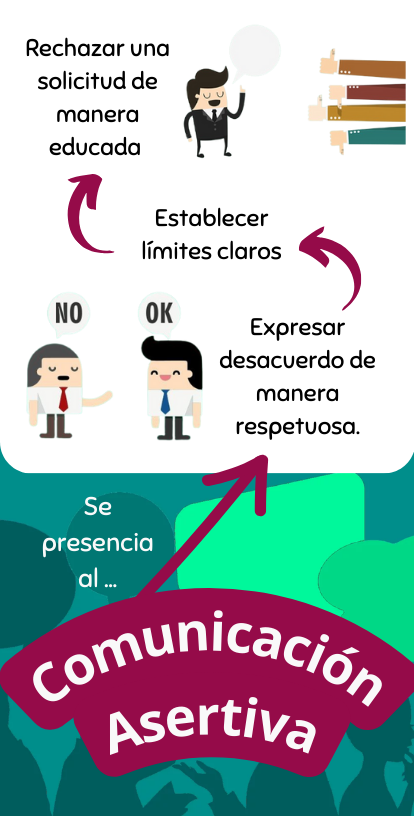 Rechazar una
solicitud de
manera
educada
Establecer
límites claros
NO
OK
Expresar
desacuerdo de
manera
respetuosa.
Se
presencia
al ...
Comunicación
Asertiva